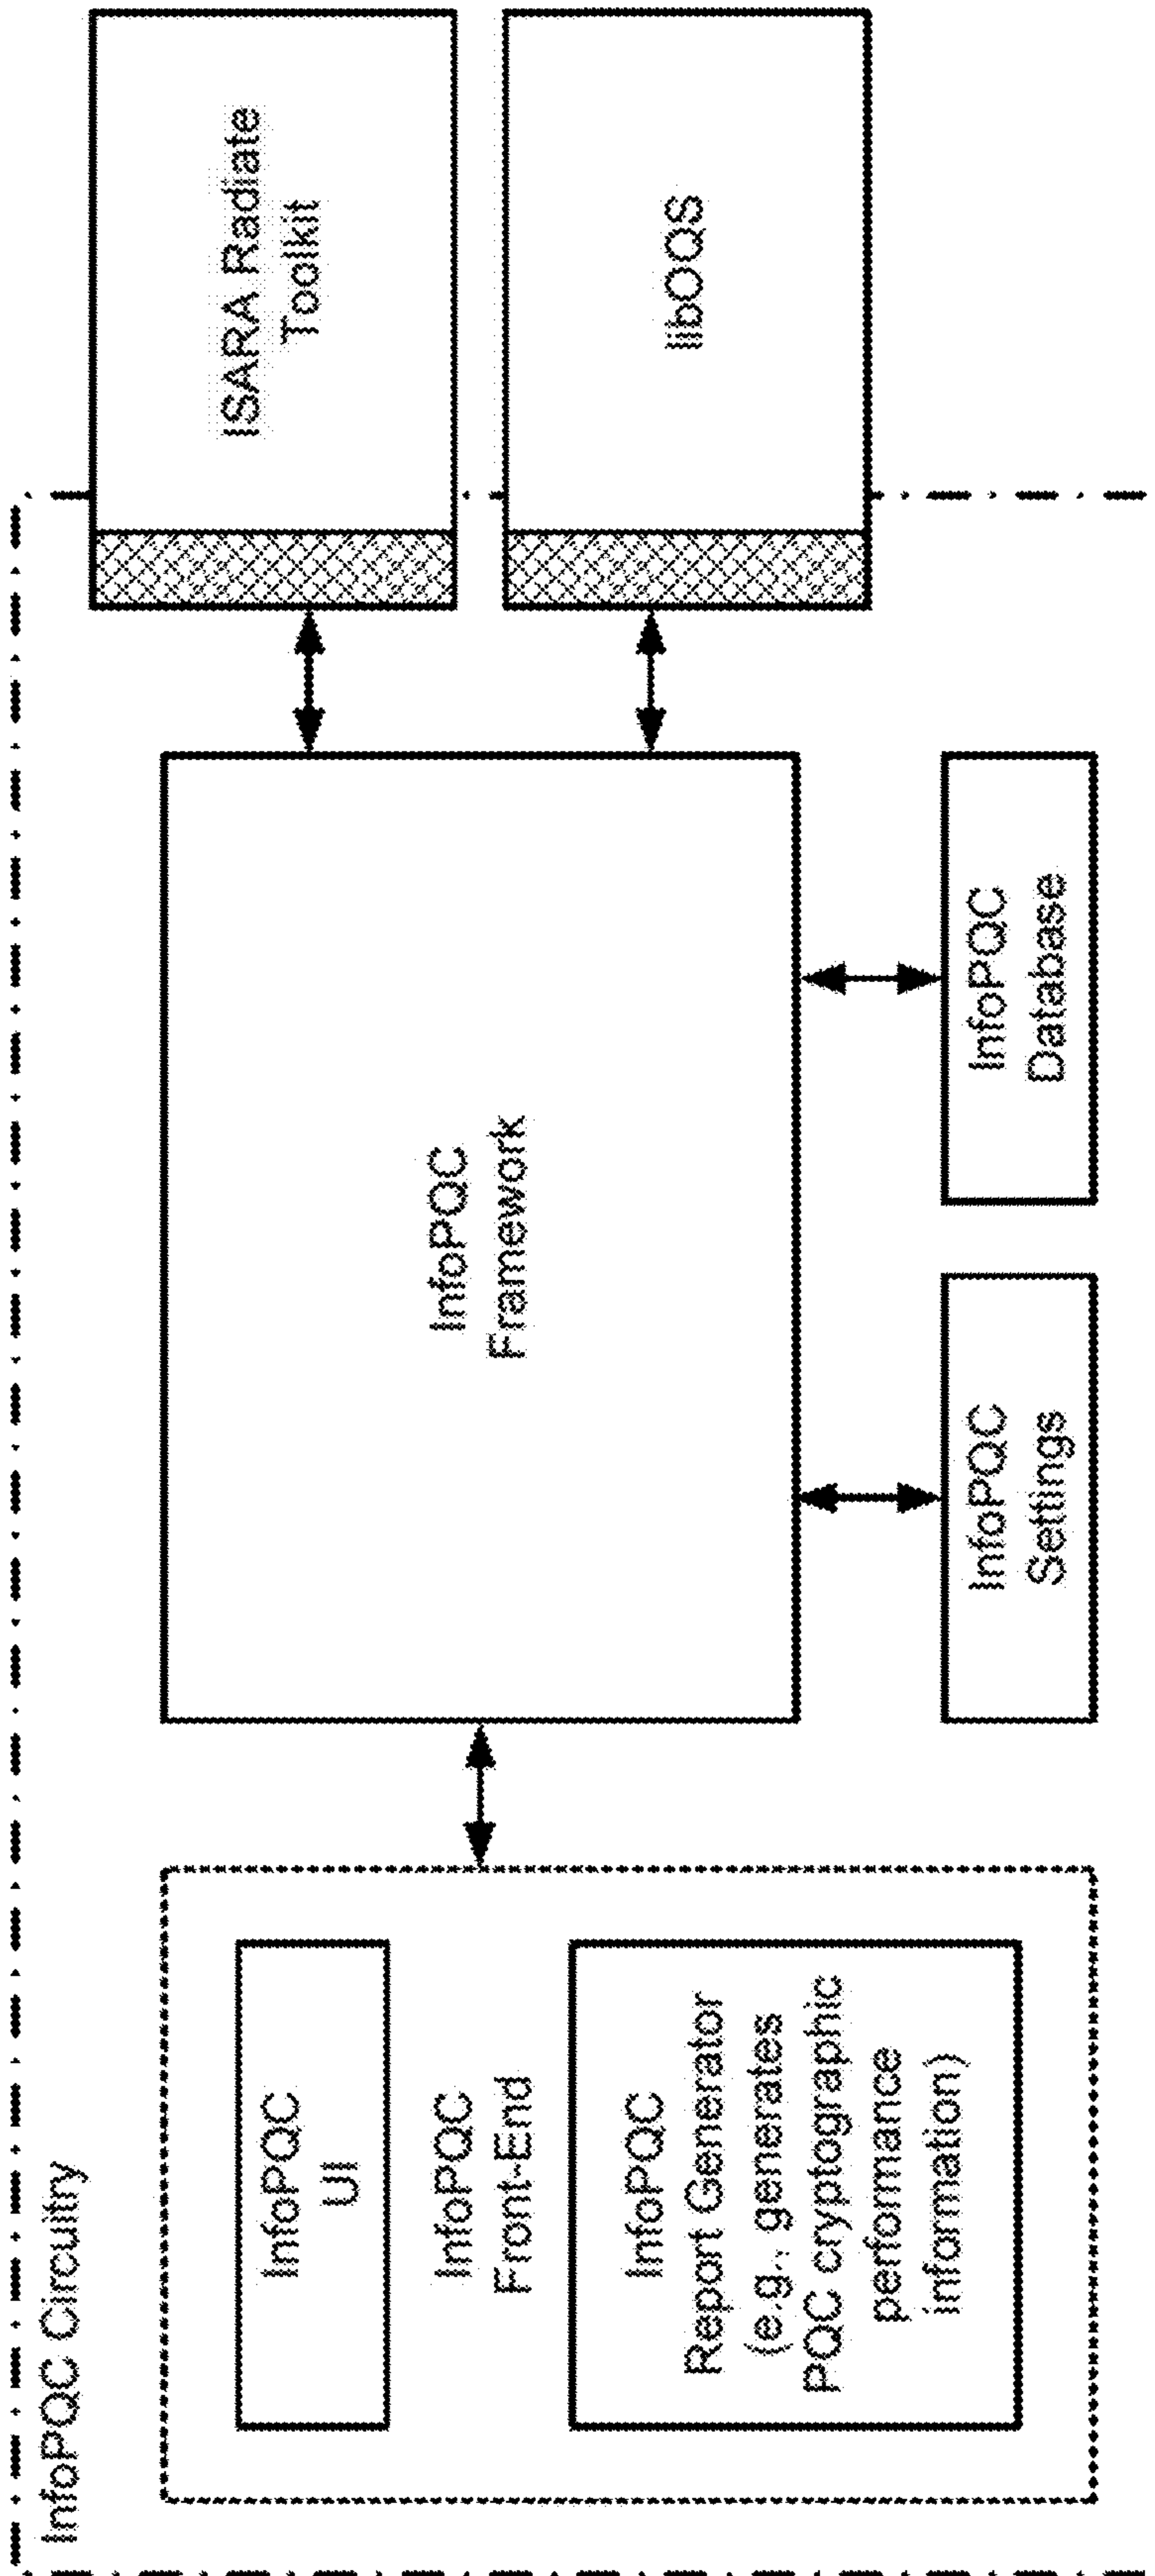 InfoPQC Circuitry
InfoPQC
UI
InfoPQC
Front-End
InfoPQC
Report Generator
(e.g., generates
PQC cryptographic
performance
information)
InfoPQC
Framework
InfoPQC
Settings
InfoPQC
Database
ISARA Radiate
Toolkit
libOQS